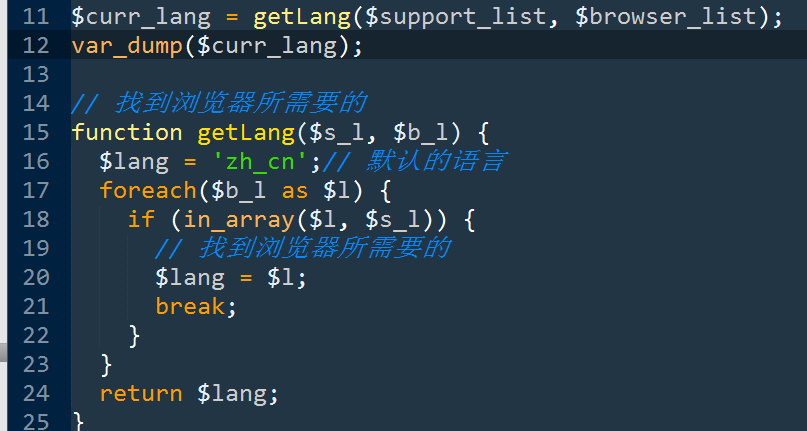 11 $curr_lang = getLang($support_list, $browser_list);
12 var_dump($curr_lang);
13
14 // 找到浏览器所需要的
15 function getLang($s_l, $b_l) {
16   $lang = 'zh_cn';// 默认的语言
17   foreach($b_l as $l) {
18     if (in_array($l, $s_l)) {
19       // 找到浏览器所需要的
20       $lang = $l;
21       break;
22     }
23   }
24   return $lang;
25 }